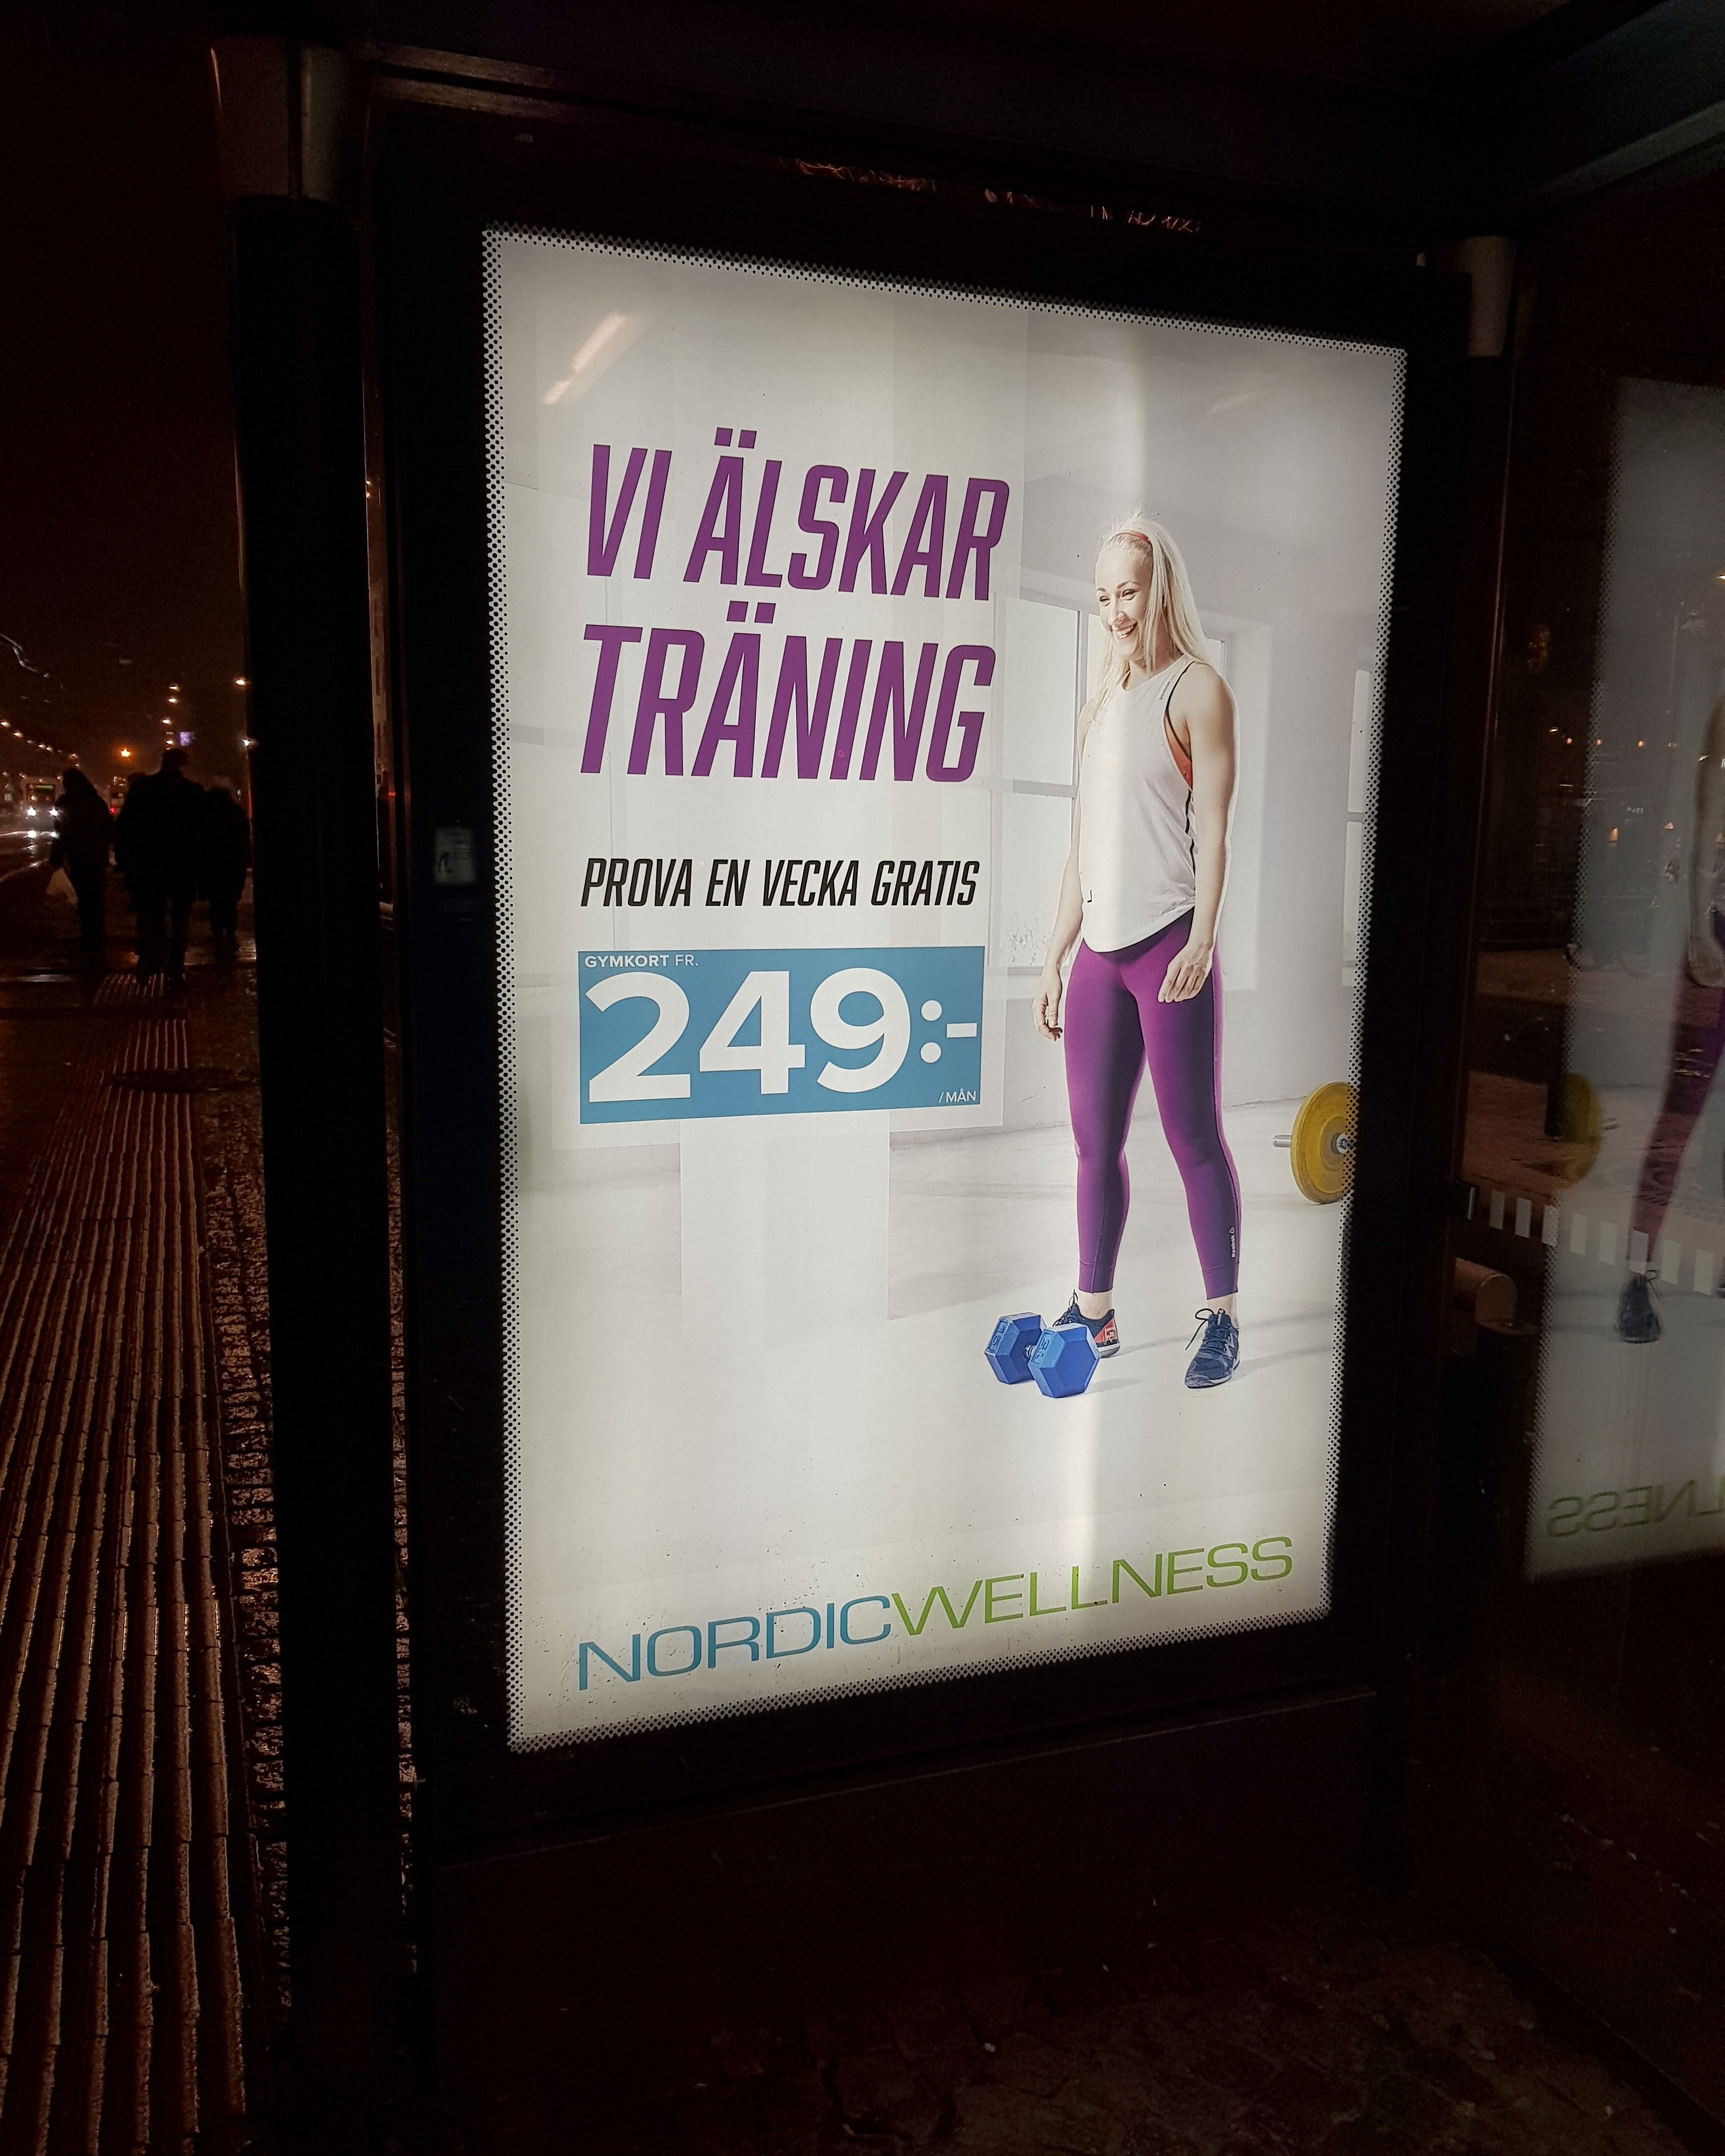 VI ÄLSKAR
TRÄNING
PROVA EN VECKA GRATIS
GYMKORT FR.
249:-
/MÅN
NORDICWELLNESS